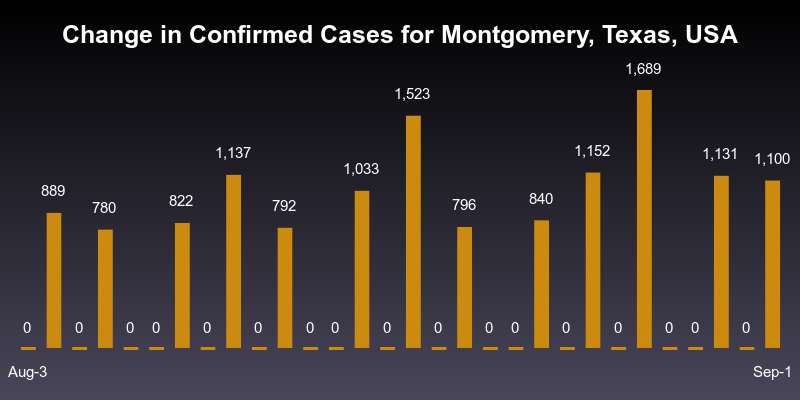 Change in Confirmed Cases for Montgomery, Texas, USA
0 889 0 780 0 0 822 0 1,137 0 792 0 0 1,033 0 1,523 0 796 0 0 840 0 1,152 0 1,689 0 0 1,131 0 1,100
Aug-3 Sep-1